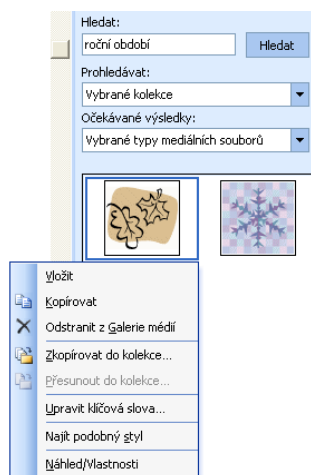 Hledat:
roční období
Hledat
Prohledávat:
Vybrané kolekce
Očekávané výsledky:
Vybrané typy mediálních souborů
Vložit
Kopírovat
Odstranit z Galerie médií
Zkopírovat do kolekce...
Přesunout do kolekce...
Upravit klíčová slova...
Najít podobný styl
Náhled/Vlastnosti